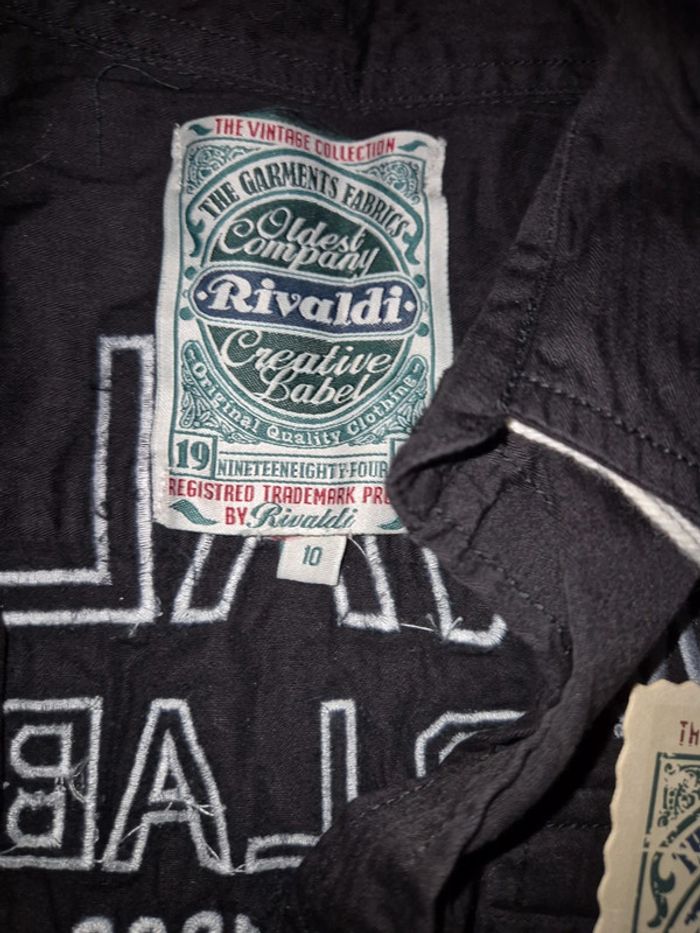 THE VINTAGE COLLECTION
THE GARMENTS FABRICS
Oldest
Company
Rivaldi
Creative
Label
Original Quality Clothing
19 NINETEENEIGHTY-FOUR
REGISTRED TRADEMARK
BY Rivaldi
10